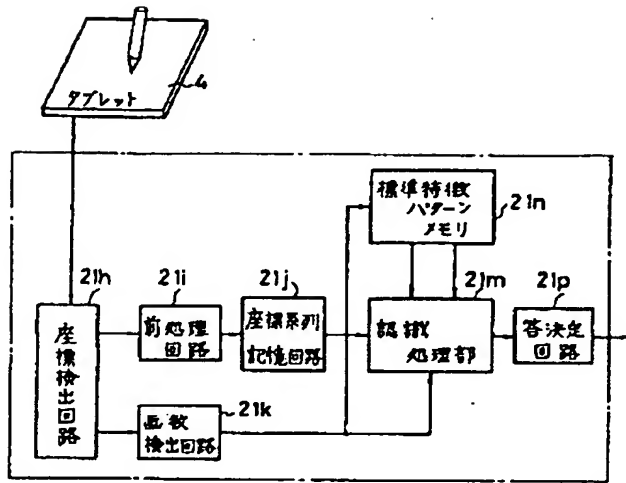 タブレット
4
標準特徴
パターン
メモリ
21n
21h
21i
21j
21m
21p
座標検出回路
前処理
回路
座標系列
記憶回路
認識
処理部
答決定
回路
画数
検出回路
21k